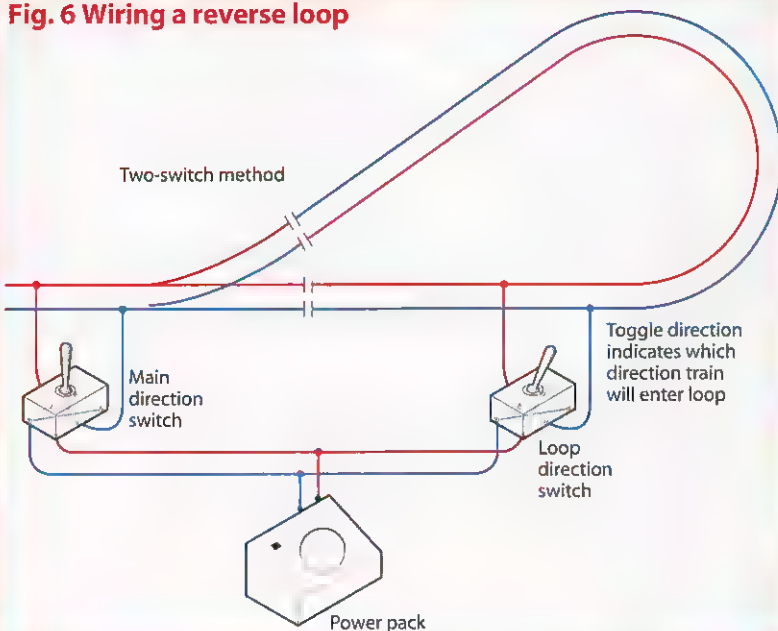 Fig. 6 Wiring a reverse loop
Two-switch method
Main
direction
switch
Toggle direction
indicates which
direction train
will enter loop
Loop
direction
switch
Power pack